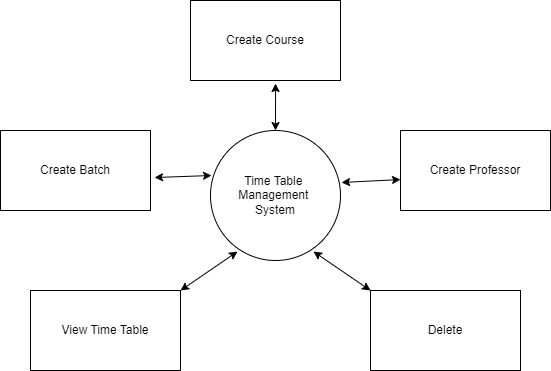 Create Course
Create Batch
Time Table
Management
System
Create Professor
View Time Table
Delete